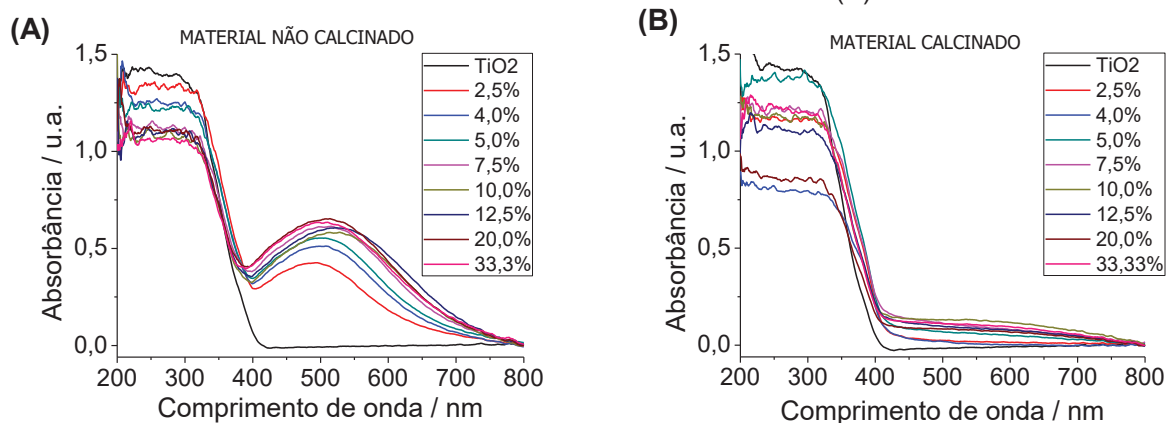 (A)
MATERIAL NÃO CALCINADO
1,5
1,0
0,5
0,0
Absorbância / u.a.
200 300 400 500 600 700 800
Comprimento de onda / nm
TiO2
2,5%
4,0%
5,0%
7,5%
10,0%
12,5%
20,0%
33,3%
(B)
MATERIAL CALCINADO
1,5
1,0
0,5
0,0
Absorbância / u.a.
200 300 400 500 600 700 800
Comprimento de onda / nm
TiO2
2,5%
4,0%
5,0%
7,5%
10,0%
12,5%
20,0%
33,33%